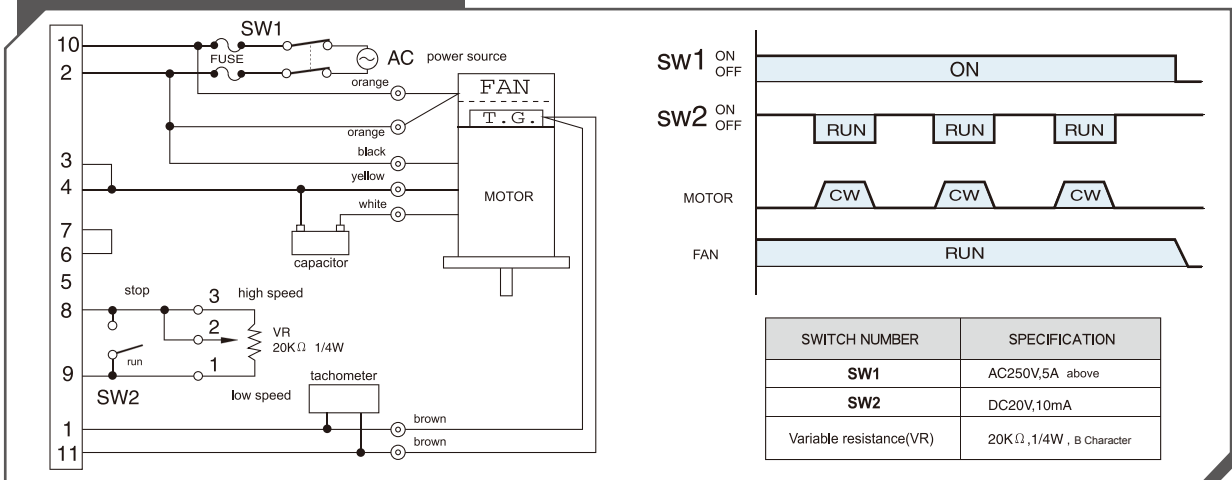 SW1
10
FUSE
AC power source
2
orange
FAN
T.G.
orange
black
3
yellow
4
MOTOR
white
7
capacitor
6
5
stop
3 high speed
8
2
VR
20KΩ 1/4W
run
1
9
SW2
low speed
tachometer
brown
1
brown
11
SW1 ON
OFF
ON
SW2 ON
OFF
RUN RUN RUN
MOTOR
CW CW CW
FAN
RUN
SWITCH NUMBER SPECIFICATION
SW1 AC250V,5A above
SW2 DC20V,10mA
Variable resistance(VR) 20KΩ,1/4W , B Character